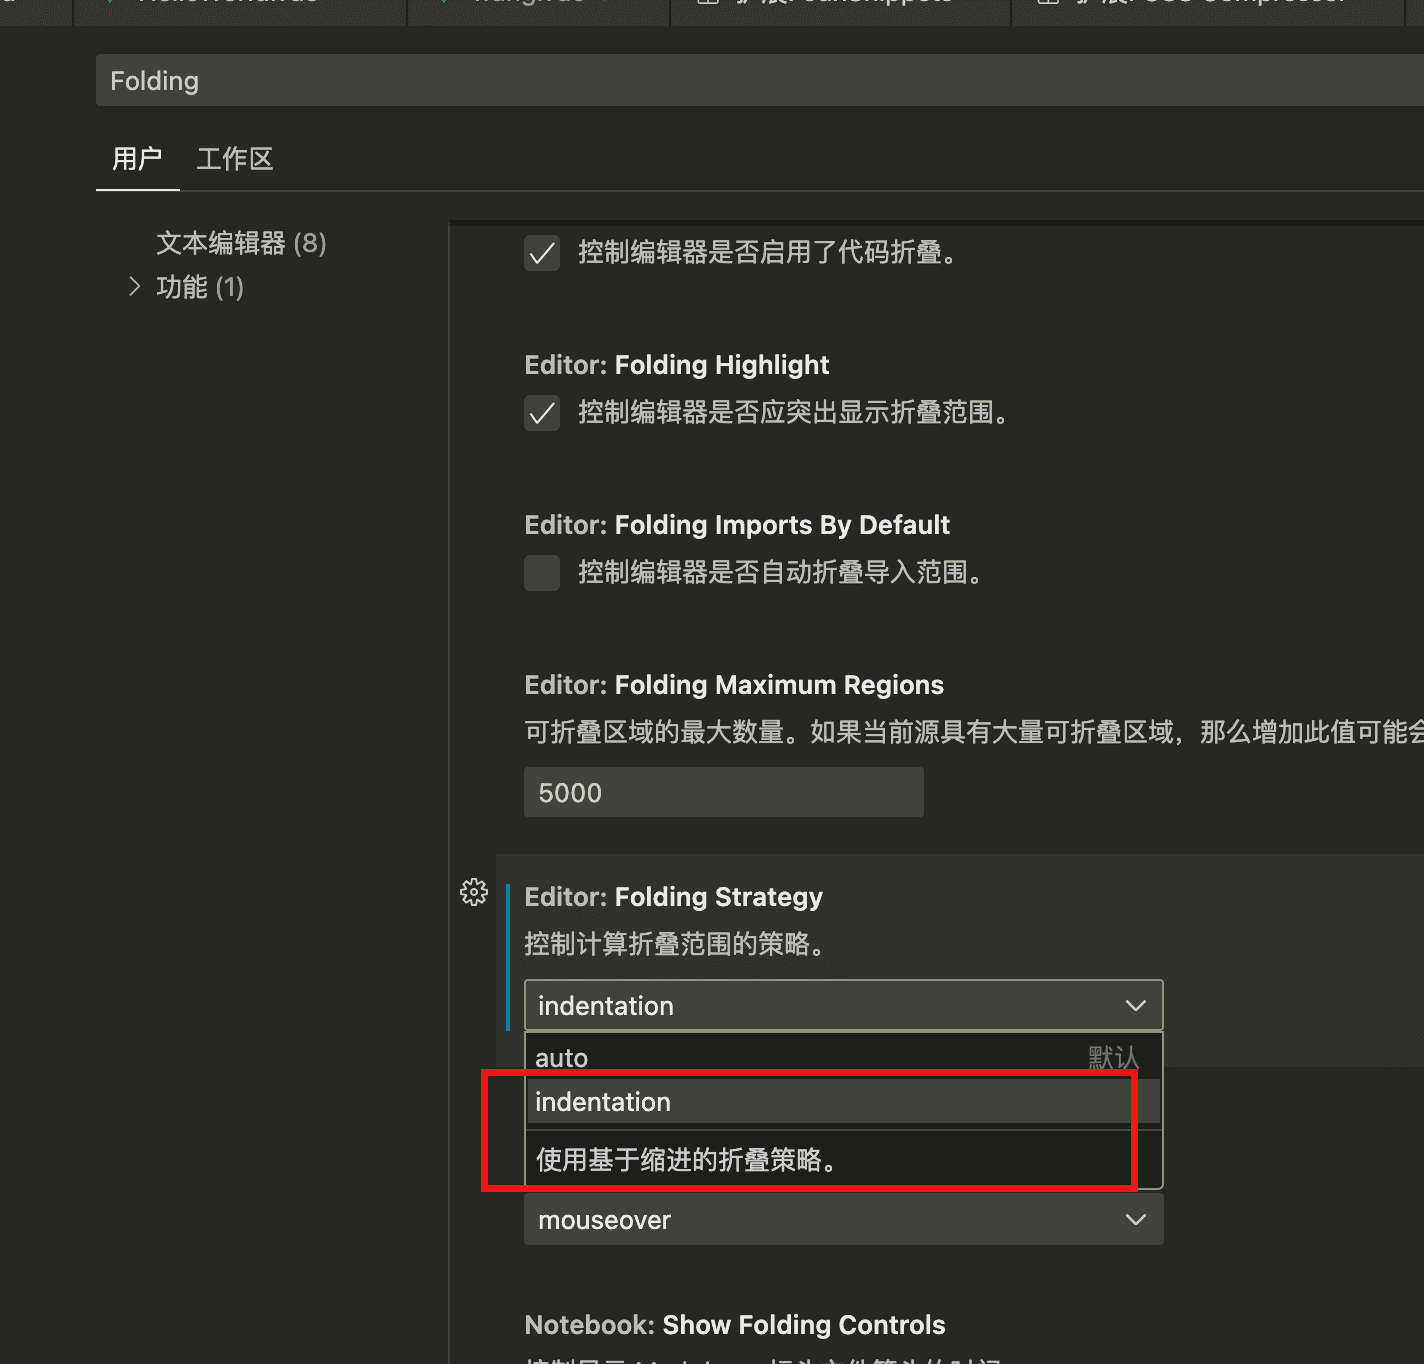 Folding
用户 工作区
文本编辑器 (8)
功能 (1)
控制编辑器是否启用了代码折叠。
Editor: Folding Highlight
控制编辑器是否应突出显示折叠范围。
Editor: Folding Imports By Default
控制编辑器是否自动折叠导入范围。
Editor: Folding Maximum Regions
可折叠区域的最大数量。如果当前源具有大量可折叠区域，那么增加此值可能会
5000
Editor: Folding Strategy
控制计算折叠范围的策略。
indentation
auto 默认
indentation
使用基于缩进的折叠策略。
mouseover
Notebook: Show Folding Controls